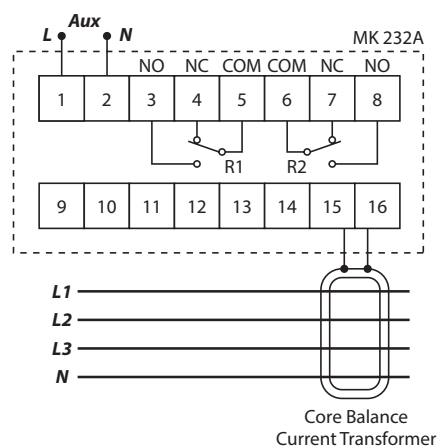 Aux
L N
MK 232A
NO NC COM COM NC NO
1 2 3 4 5 6 7 8
R1 R2
9 10 11 12 13 14 15 16
L1
L2
L3
N
Core Balance
Current Transformer